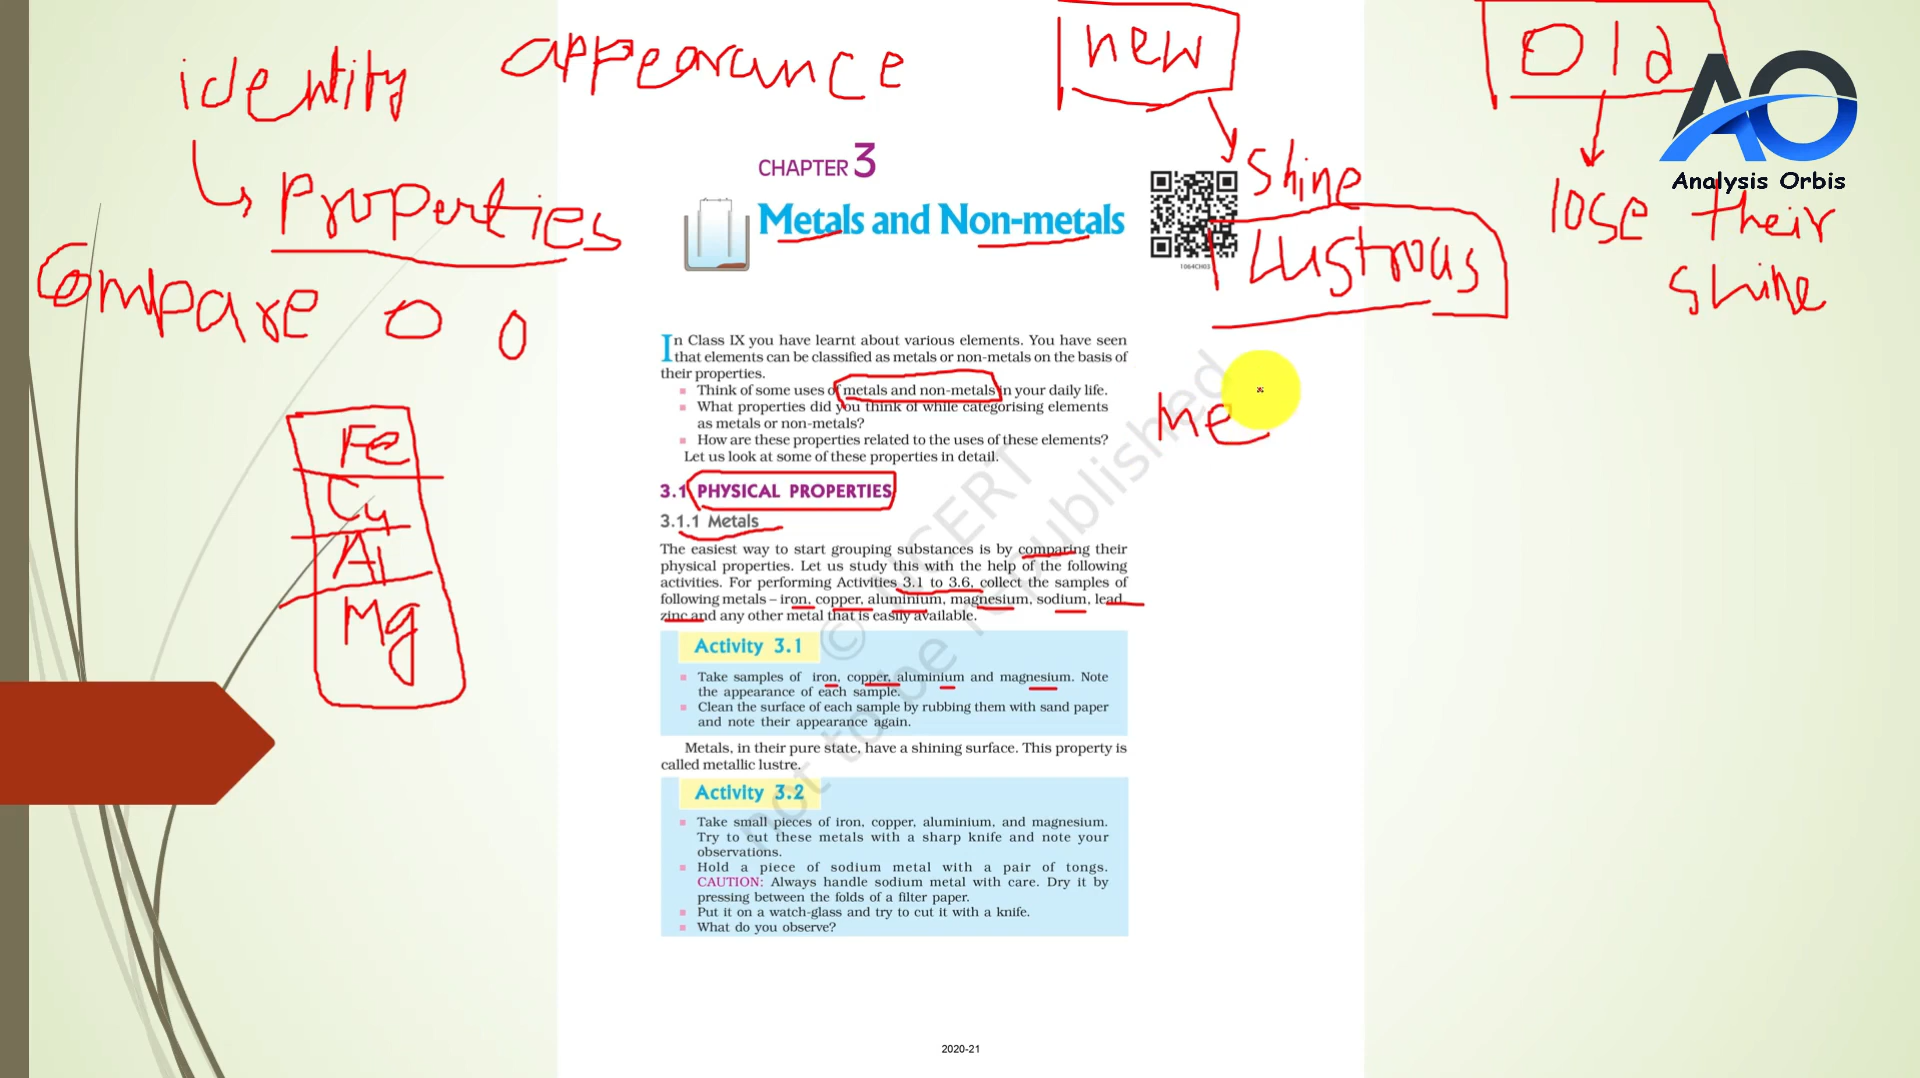 identity appearance new old
AO
Analysis Orbis
↳ Properties
Shine
lose their
shine
Lustrous
Compare O O
CHAPTER 3
Metals and Non-metals
1064CH03
In Class IX you have learnt about various elements. You have seen
that elements can be classified as metals or non-metals on the basis of
their properties.
Think of some uses of metals and non-metals in your daily life.
What properties did you think of while categorising elements
as metals or non-metals?
How are these properties related to the uses of these elements?
Let us look at some of these properties in detail.
Me
Fe
Cu
Al
Mg
3.1 PHYSICAL PROPERTIES
3.1.1 Metals
The easiest way to start grouping substances is by comparing their
physical properties. Let us study this with the help of the following
activities. For performing Activities 3.1 to 3.6, collect the samples of
following metals – iron, copper, aluminium, magnesium, sodium, lead,
zinc and any other metal that is easily available.
Activity 3.1
Take samples of iron, copper, aluminium and magnesium. Note
the appearance of each sample.
Clean the surface of each sample by rubbing them with sand paper
and note their appearance again.
Metals, in their pure state, have a shining surface. This property is
called metallic lustre.
Activity 3.2
Take small pieces of iron, copper, aluminium, and magnesium.
Try to cut these metals with a sharp knife and note your
observations.
Hold a piece of sodium metal with a pair of tongs.
CAUTION: Always handle sodium metal with care. Dry it by
pressing between the folds of a filter paper.
Put it on a watch-glass and try to cut it with a knife.
What do you observe?
© NCERT
not to be republished
2020-21